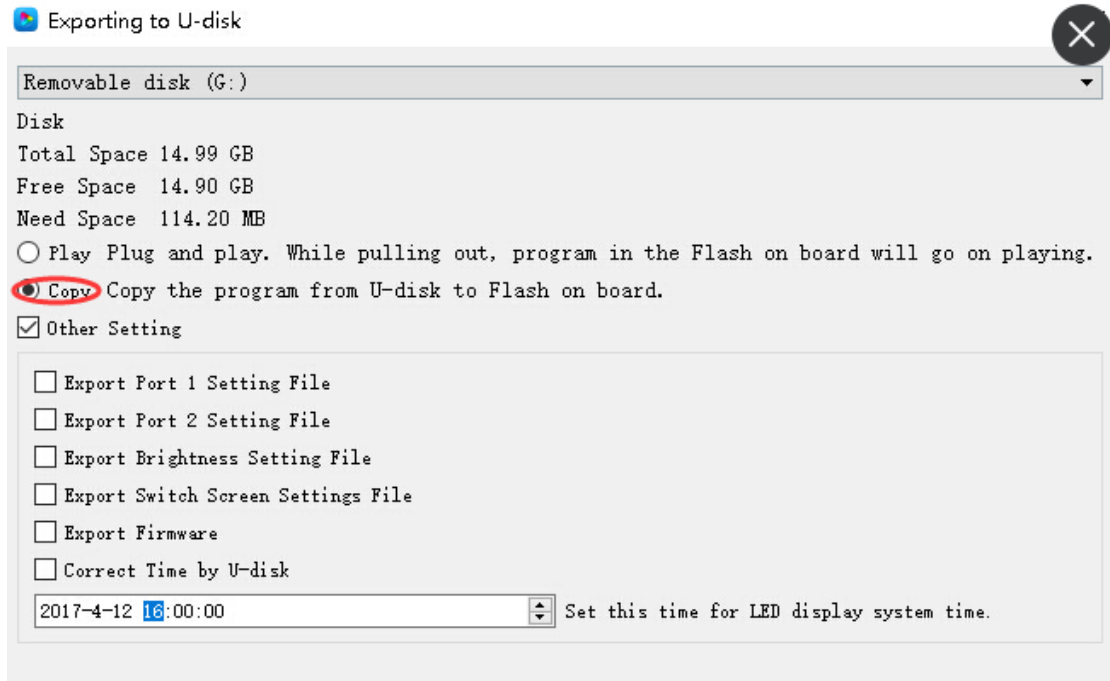 Exporting to U-disk
Removable disk (G:)
Disk
Total Space 14.99 GB
Free Space 14.90 GB
Need Space 114.20 MB
Play Plug and play. While pulling out, program in the Flash on board will go on playing.
Copy Copy the program from U-disk to Flash on board.
Other Setting
Export Port 1 Setting File
Export Port 2 Setting File
Export Brightness Setting File
Export Switch Screen Settings File
Export Firmware
Correct Time by U-disk
2017-4-12 16:00:00 Set this time for LED display system time.